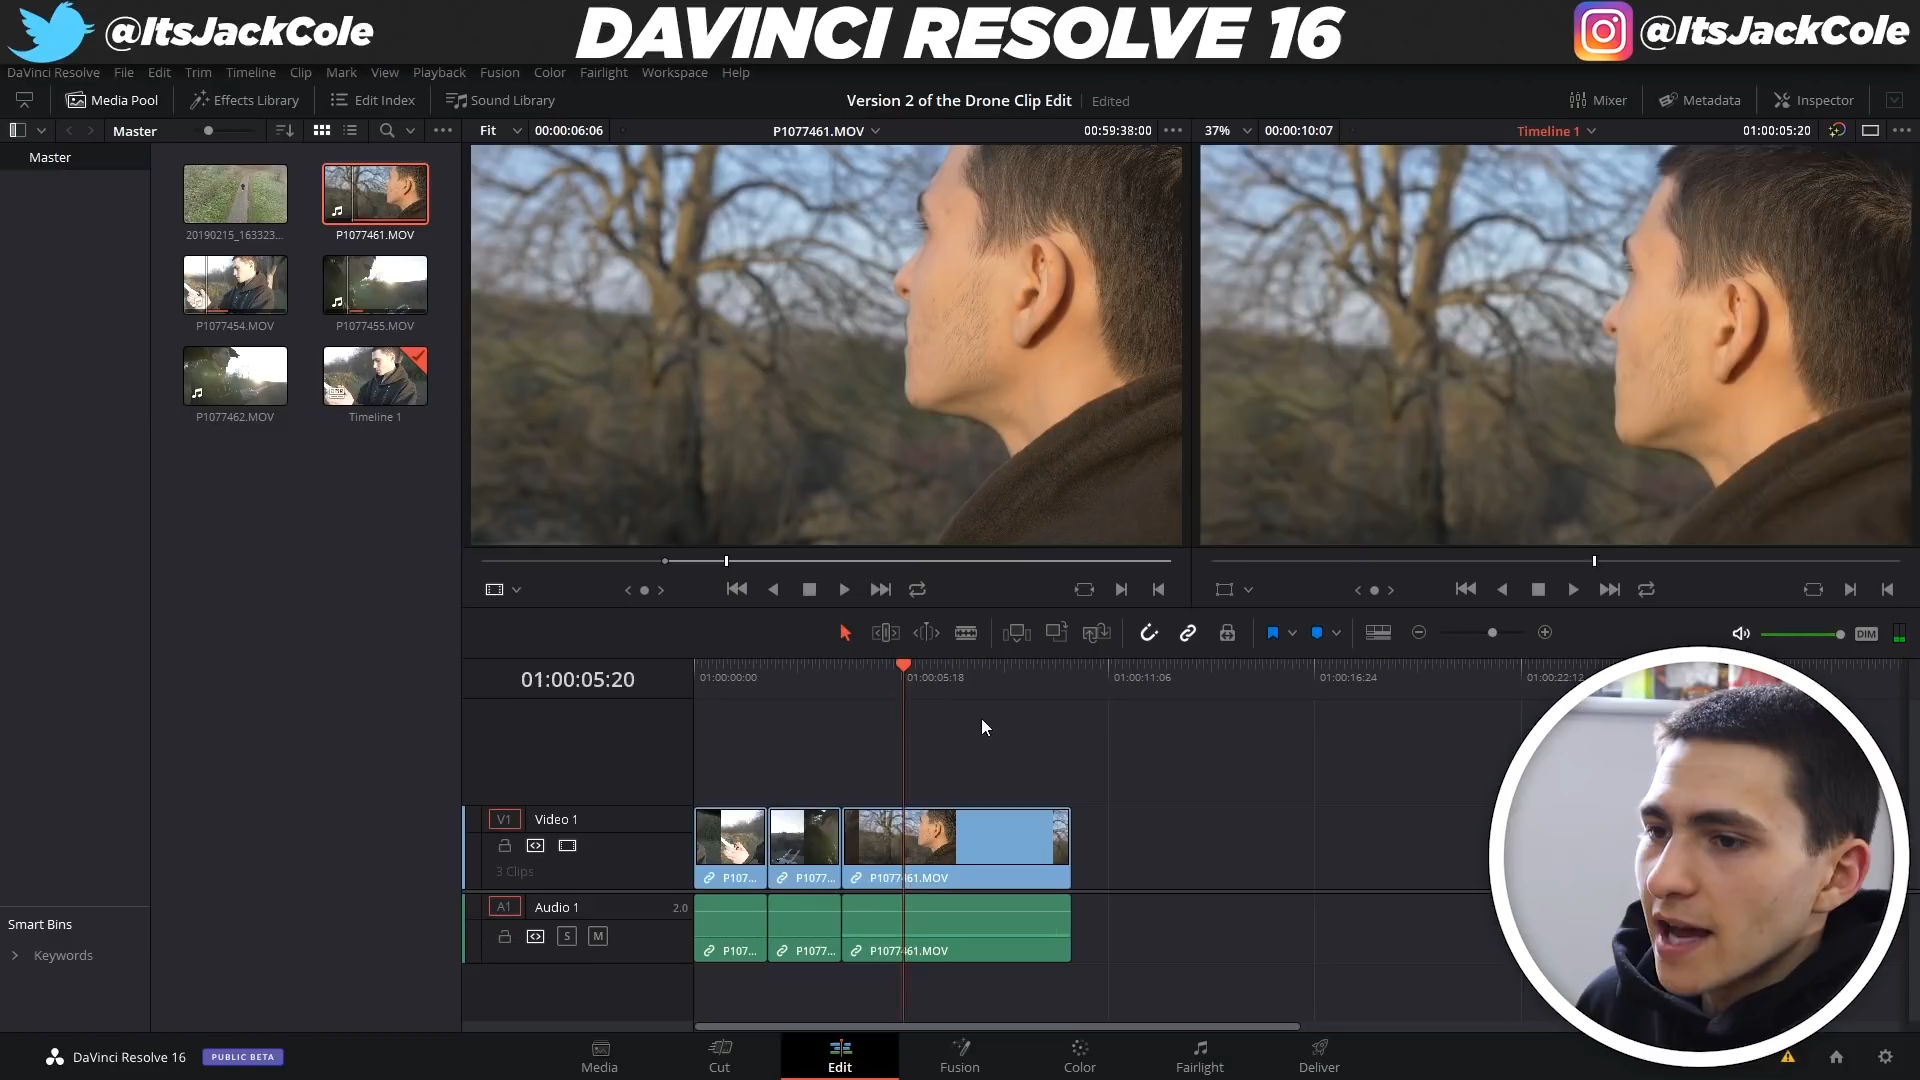 @ItsJackCole
DAVINCI RESOLVE 16
@ItsJackCole
DaVinci Resolve File Edit Trim Timeline Clip Mark View Playback Fusion Color Fairlight Workspace Help
Media Pool Effects Library Edit Index Sound Library Version 2 of the Drone Clip Edit Edited Mixer Metadata Inspector
Master Fit 00:00:06:06 P1077461.MOV 00:59:38:00 37% 00:00:10:07 Timeline 1 01:00:05:20
Master
20190215_163323... P1077461.MOV
P1077454.MOV P1077455.MOV
P1077462.MOV Timeline 1
DIM
01:00:05:20 01:00:00:00 01:00:05:18 01:00:11:06 01:00:16:24 01:00:22:12
V1 Video 1
3 Clips
P107... P1077... P1077461.MOV
A1 Audio 1 2.0
S M
P107... P1077... P1077461.MOV
Smart Bins
Keywords
DaVinci Resolve 16 PUBLIC BETA
Media Cut Edit Fusion Color Fairlight Deliver